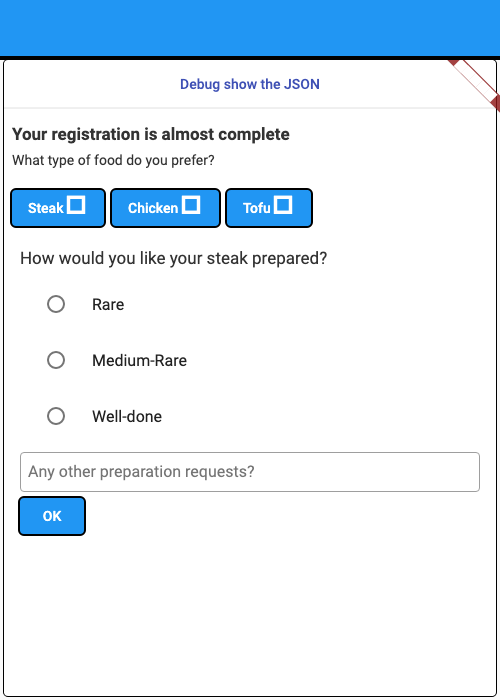 Debug show the JSON
Your registration is almost complete
What type of food do you prefer?
Steak Chicken Tofu
How would you like your steak prepared?
Rare
Medium-Rare
Well-done
Any other preparation requests?
OK